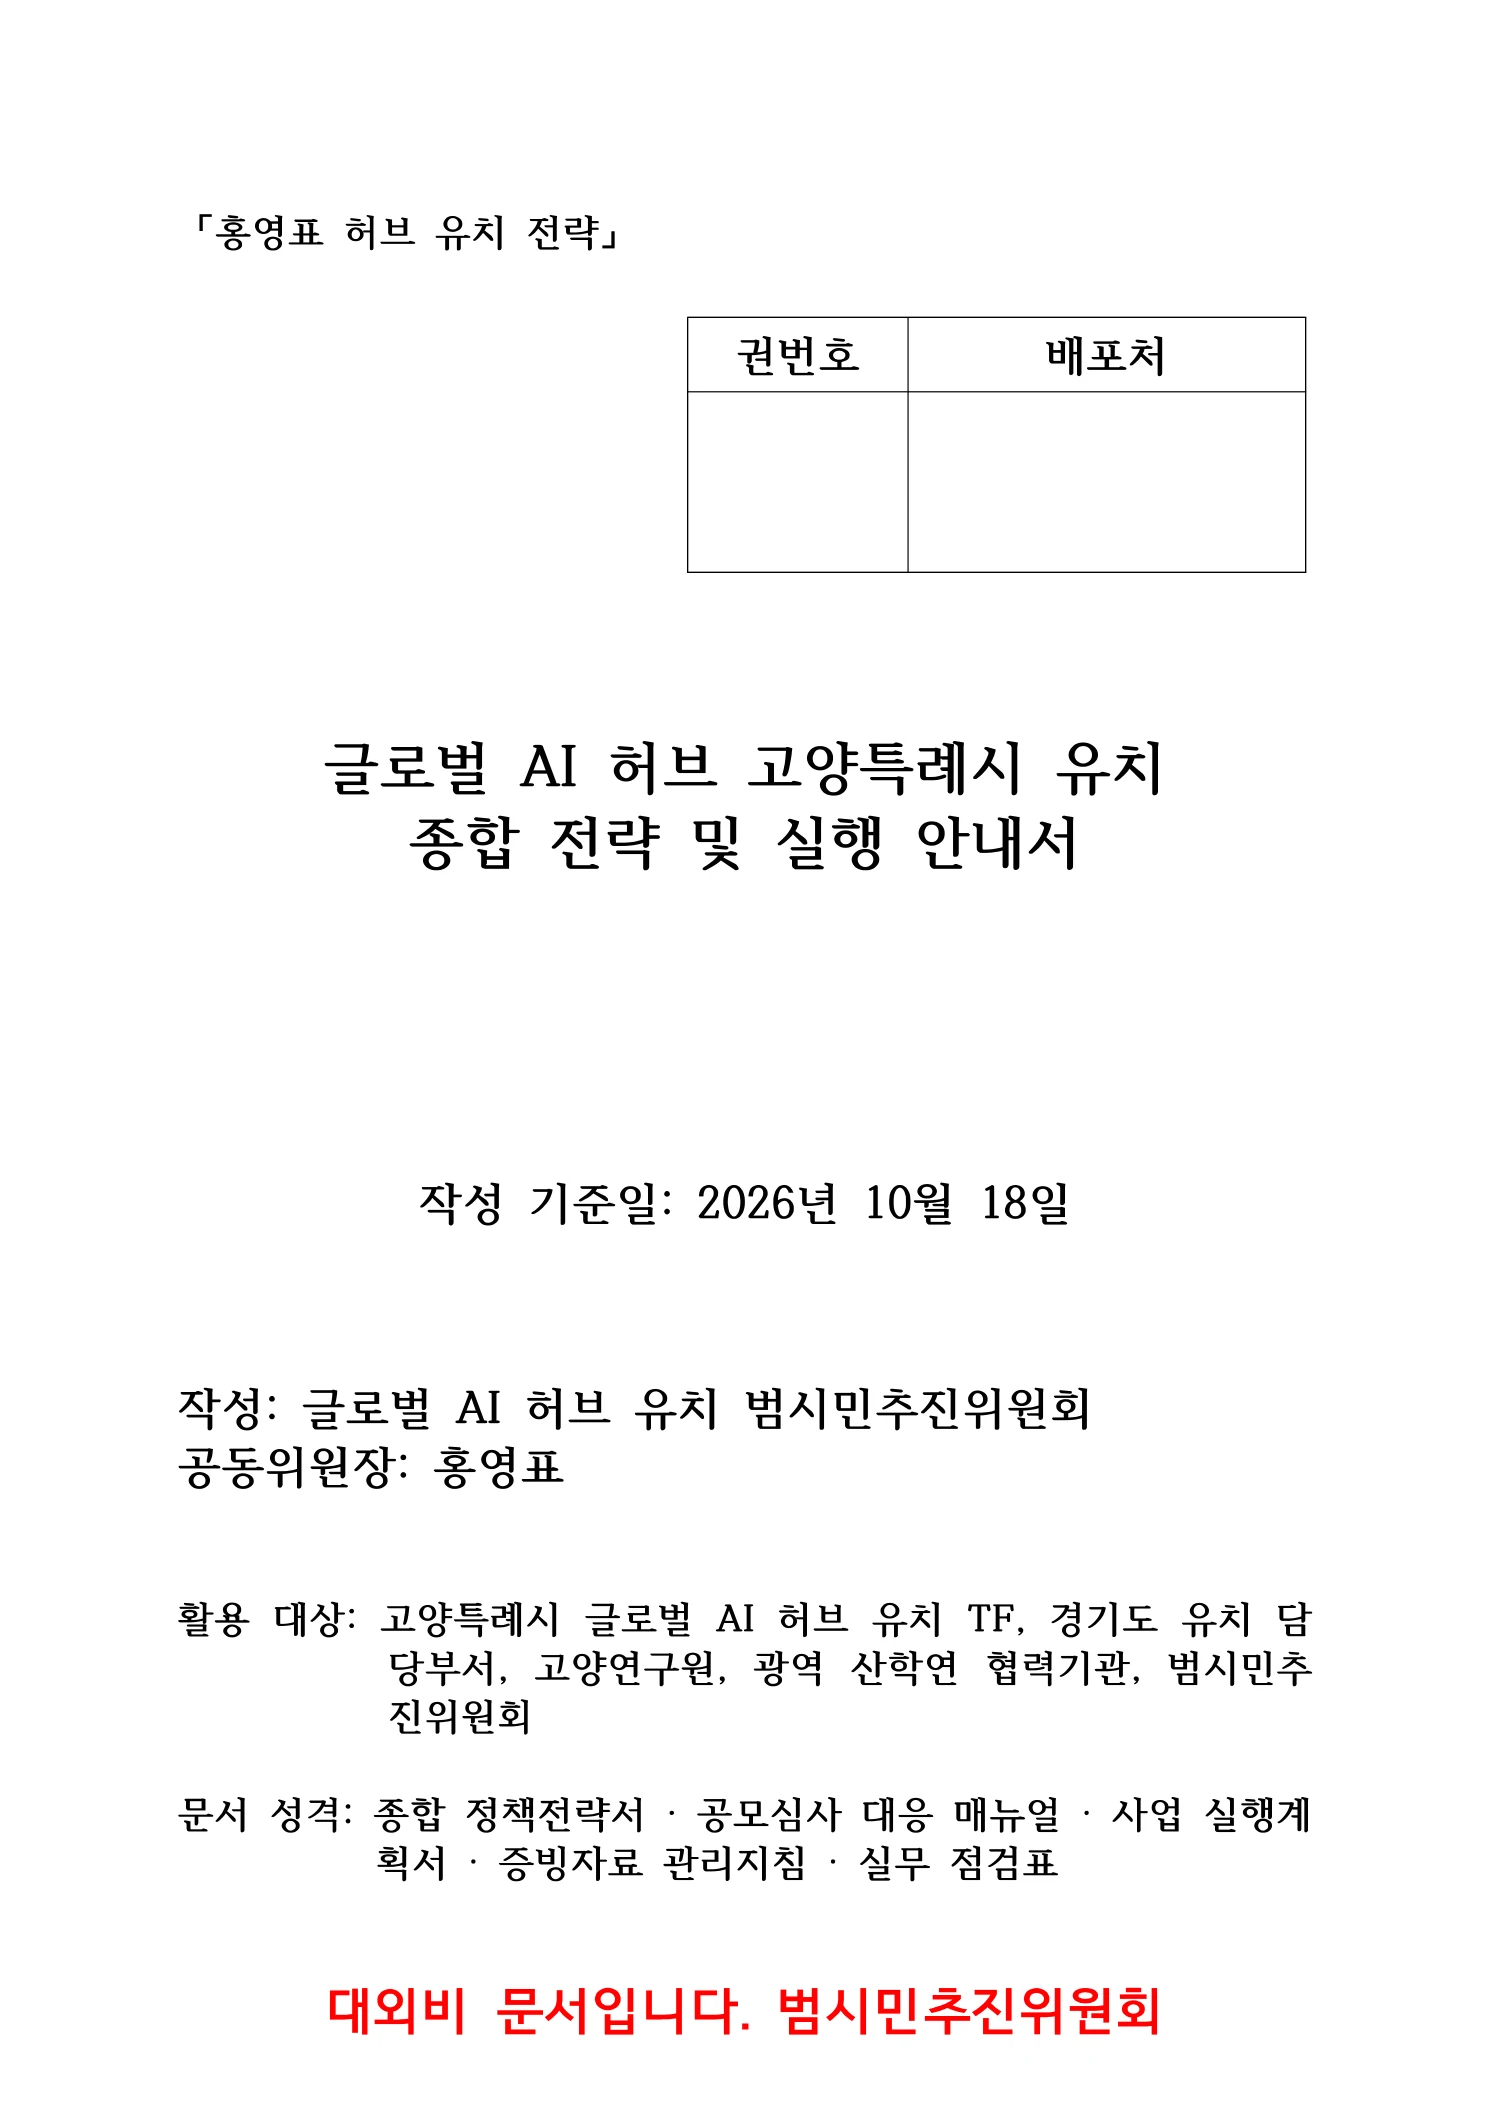 「홍영표 허브 유치 전략」
권번호 배포처
글로벌 AI 허브 고양특례시 유치
종합 전략 및 실행 안내서
작성 기준일: 2026년 10월 18일
작성: 글로벌 AI 허브 유치 범시민추진위원회
공동위원장: 홍영표
활용 대상: 고양특례시 글로벌 AI 허브 유치 TF, 경기도 유치 담
당부서, 고양연구원, 광역 산학연 협력기관, 범시민추
진위원회
문서 성격: 종합 정책전략서 · 공모심사 대응 매뉴얼 · 사업 실행계
획서 · 증빙자료 관리지침 · 실무 점검표
대외비 문서입니다. 범시민추진위원회